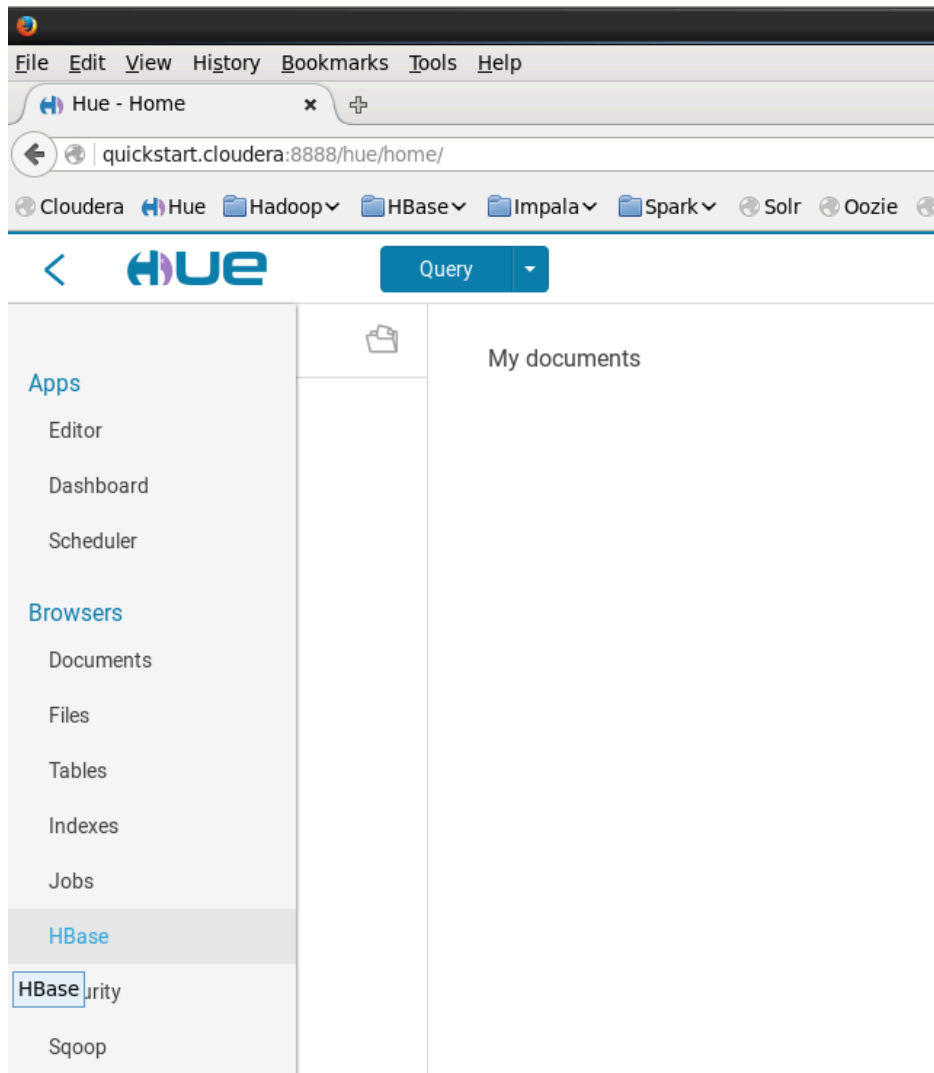 File Edit View History Bookmarks Tools Help
Hue - Home
quickstart.cloudera:8888/hue/home/
Cloudera Hue Hadoop HBase Impala Spark Solr Oozie
HUE Query
My documents
Apps
Editor
Dashboard
Scheduler
Browsers
Documents
Files
Tables
Indexes
Jobs
HBase
HBase urity
Sqoop